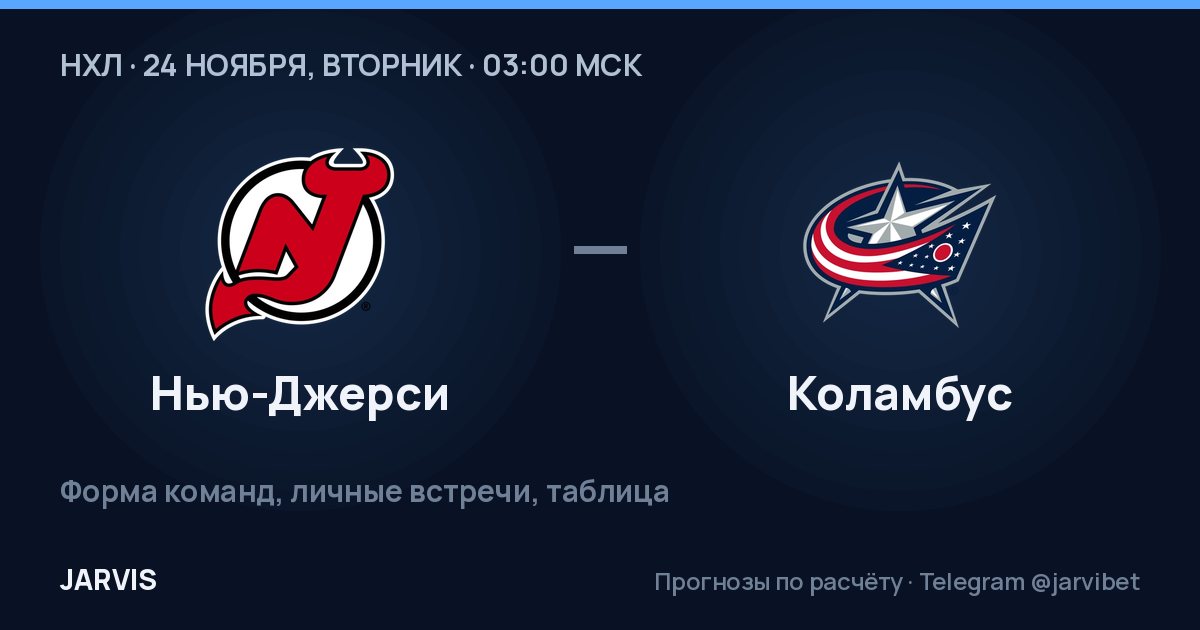 НХЛ · 24 НОЯБРЯ, ВТОРНИК · 03:00 МСК
Нью-Джерси
—
Коламбус
Форма команд, личные встречи, таблица
JARVIS
Прогнозы по расчёту · Telegram @jarvibet